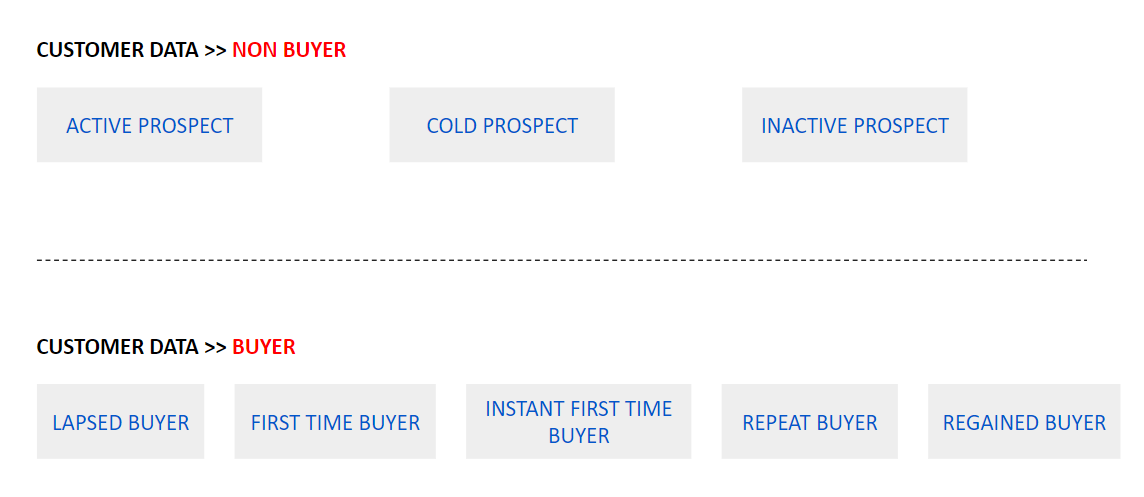 CUSTOMER DATA >> NON BUYER
ACTIVE PROSPECT
COLD PROSPECT
INACTIVE PROSPECT
CUSTOMER DATA >> BUYER
LAPSED BUYER
FIRST TIME BUYER
INSTANT FIRST TIME
BUYER
REPEAT BUYER
REGAINED BUYER